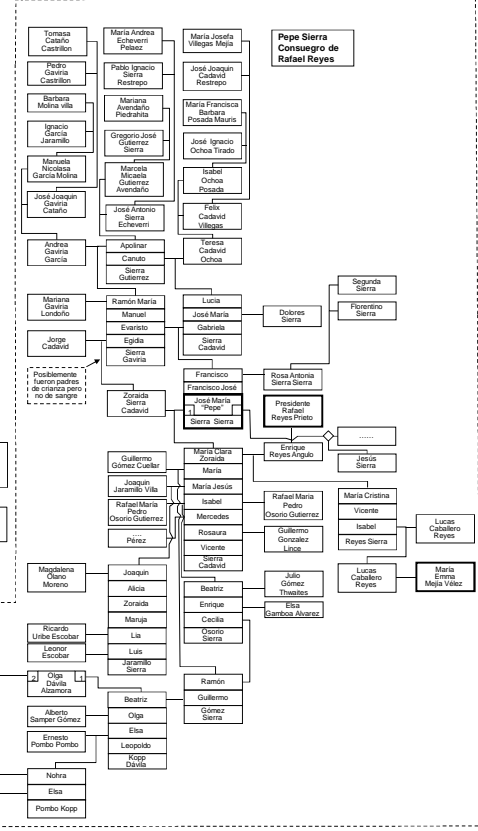 Tomasa
Cataño
Castrillon
María Andrea
Echeverri
Pelaez
María Josefa
Villegas Mejía
Pepe Sierra
Consuegro de
Rafael Reyes
Pedro
Gaviria
Castrillon
Pablo Ignacio
Sierra
Restrepo
José Joaquin
Cadavid
Restrepo
Barbara
Molina villa
Mariana
Avendaño
Piedrahita
María Francisca
Barbara
Posada Mauris
Ignacio
García
Jaramillo
Gregorio José
Gutierrez
Sierra
José Ignacio
Ochoa Tirado
Manuela
Nicolasa
García Molina
Marcela
Micaela
Gutierrez
Avendaño
Isabel
Ochoa
Posada
José Joaquin
Gaviria
Cataño
José Antonio
Sierra
Echeverri
Felix
Cadavid
Villegas
Andrea
Gaviria
García
Apolinar
Canuto
Sierra
Gutierrez
Teresa
Cadavid
Ochoa
Segunda
Sierra
Mariana
Gaviria
Londoño
Ramón María
Manuel
Evaristo
Egidia
Sierra
Gaviria
Lucia
José María
Gabriela
Sierra
Cadavid
Dolores
Sierra
Florentino
Sierra
Jorge
Cadavid
Posiblemente
fueron padres
de crianza pero
no de sangre
Francisco
Francisco José
José María
"Pepe"
1
Sierra Sierra
Rosa Antonia
Sierra Sierra
Zoraida
Sierra
Cadavid
Presidente
Rafael
Reyes Prieto
......
Enrique
Reyes Angulo
Jesús
Sierra
Guillermo
Gómez Cuellar
María Clara
Zoraida
María
María Jesús
Isabel
Mercedes
Rosaura
Vicente
Sierra
Cadavid
Joaquin
Jaramillo Villa
Rafael María
Pedro
Osorio Gutierrez
....
Pérez
Rafael Maria
Pedro
Osorio Gutierrez
Guillermo
Gonzalez
Lince
María Cristina
Vicente
Isabel
Reyes Sierra
Lucas
Caballero
Reyes
Magdalena
Olano
Moreno
Joaquin
Alicia
Zoraida
Maruja
Lia
Luis
Jaramillo
Sierra
Beatriz
Enrique
Cecilia
Osorio
Sierra
Julio
Gómez
Thwaites
Elsa
Gamboa Alvarez
Lucas
Caballero
Reyes
María
Emma
Mejía Vélez
Ricardo
Uribe Escobar
Leonor
Escobar
2 Olga 1
Dávila
Alzamora
Ramón
Guillermo
Gómez
Sierra
Alberto
Samper Gómez
Beatriz
Olga
Elsa
Leopoldo
Kopp
Dávila
Ernesto
Pombo Pombo
Nohra
Elsa
Pombo Kopp